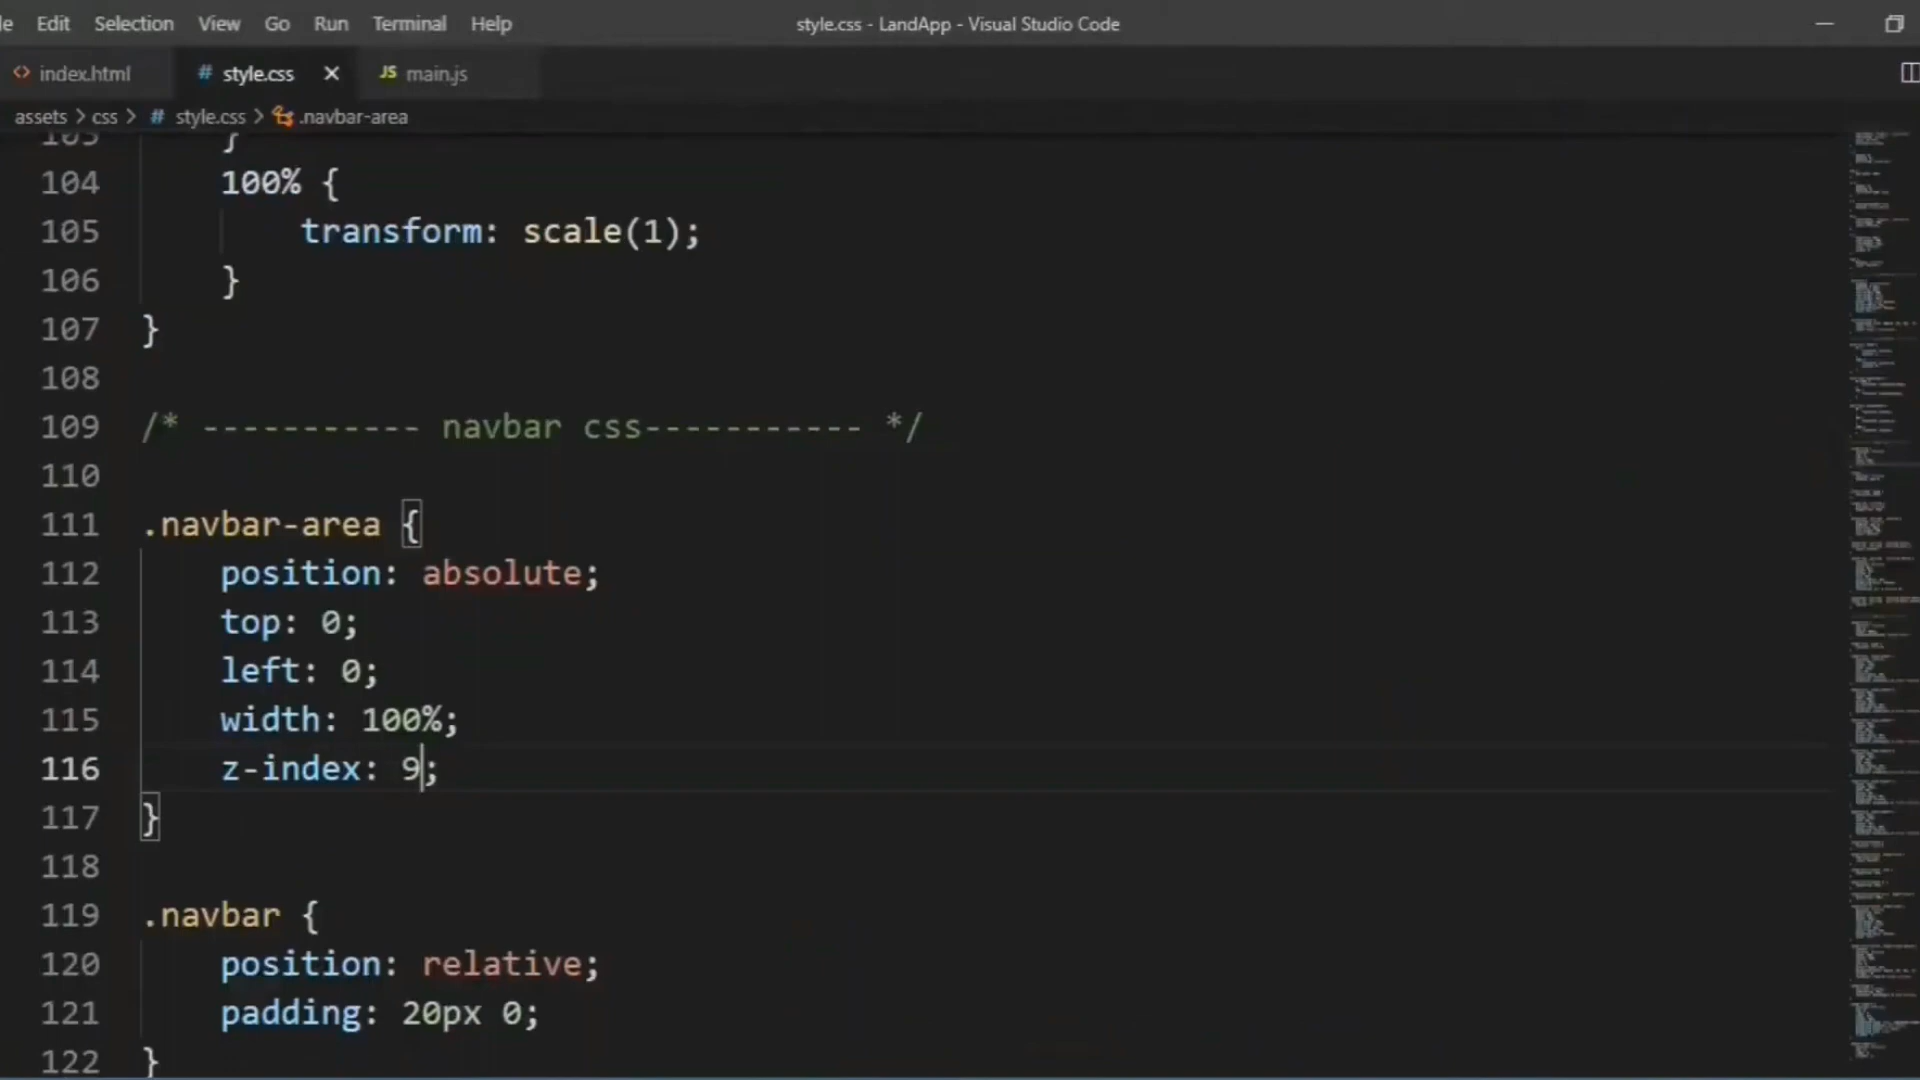 Edit Selection View Go Run Terminal Help style.css - LandApp - Visual Studio Code
index.html # style.css × JS main.js
assets > css > # style.css > .navbar-area
103 }
104 100% {
105 transform: scale(1);
106 }
107 }
108
109 /* ----------- navbar css----------- */
110
111 .navbar-area {
112 position: absolute;
113 top: 0;
114 left: 0;
115 width: 100%;
116 z-index: 9;
117 }
118
119 .navbar {
120 position: relative;
121 padding: 20px 0;
122 }